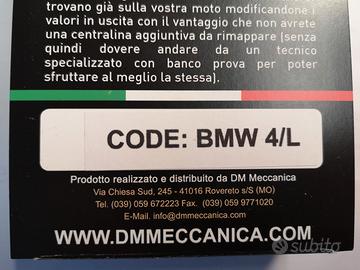 trovano già sulla vostra moto modificandone i
valori in uscita con il vantaggio che non avrete
una centralina aggiuntiva da rimappare (senza
quindi dovere andare da un tecnico
specializzato con banco prova per poter
sfruttare al meglio la stessa).
CODE: BMW 4/L
Prodotto realizzato e distribuito da DM Meccanica
Via Chiesa Sud, 245 - 41016 Rovereto s/S (MO)
Tel. (039) 059 672223 Fax. (039) 059 9771020
E-Mail. info@dmmeccanica.com
WWW.DMMECCANICA.COM
subito